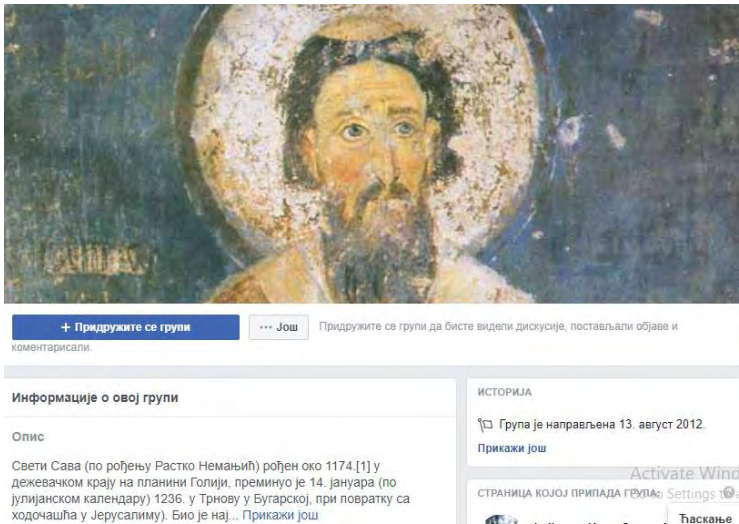 + Придружите се групи
··· Још
Придружите се групи да бисте видели дискусије, постављали објаве и
коментарисали.
Информације о овој групи
Опис
Свети Сава (по рођењу Растко Немањић) рођен око 1174.[1] у
дежевачком крају на планини Голији, преминуо је 14. јануара (по
јулијанском календару) 1236. у Трнову у Бугарској, при повратку са
ходочашћа у Јерусалиму). Био је нај... Прикажи још
ИСТОРИЈА
Група је направљена 13. август 2012.
Прикажи још
Activate Wind
СТРАНИЦА КОЈОЈ ПРИПАДА ГРУПА:
to Settings to a
Ћаскање